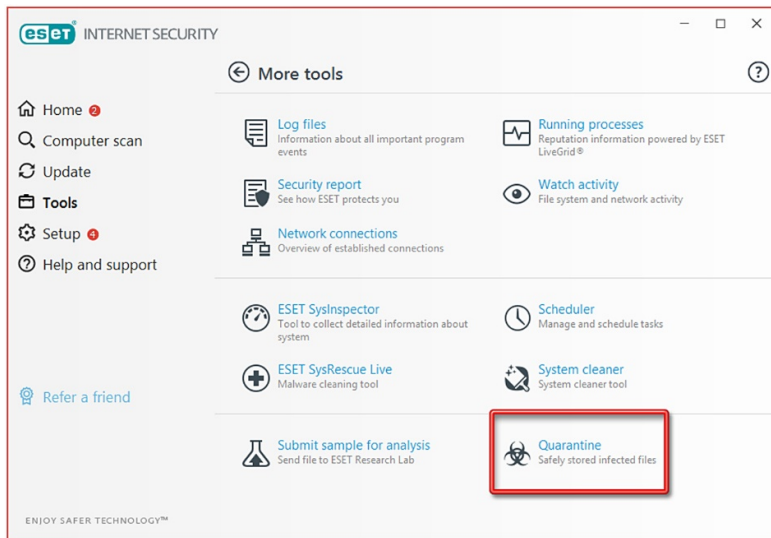 eset INTERNET SECURITY
More tools
?
Home 2
Computer scan
Update
Tools
Setup 4
Help and support
Refer a friend
Log files
Information about all important program
events
Running processes
Reputation information powered by ESET
LiveGrid®
Security report
See how ESET protects you
Watch activity
File system and network activity
Network connections
Overview of established connections
ESET SysInspector
Tool to collect detailed information about
system
Scheduler
Manage and schedule tasks
ESET SysRescue Live
Malware cleaning tool
System cleaner
System cleaner tool
Submit sample for analysis
Send file to ESET Research Lab
Quarantine
Safely stored infected files
ENJOY SAFER TECHNOLOGY™